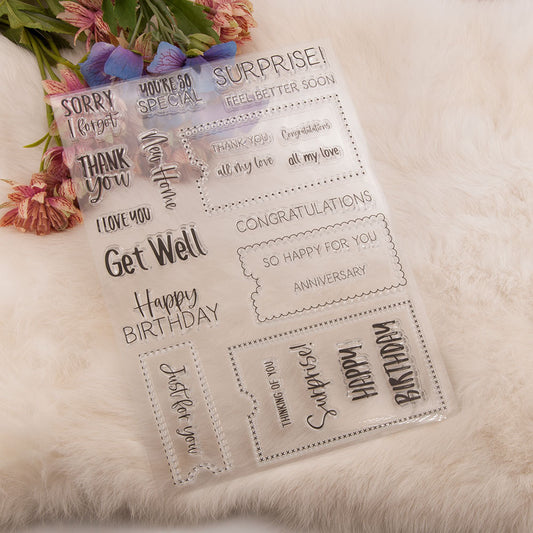 SURPRISE!
YOU'RE SO
SPECIAL
FEEL BETTER SOON
SORRY
I forgot
THANK YOU
all my love
Congratulations
all my love
THANK
YOU
New Home
I LOVE YOU
CONGRATULATIONS
Get Well
SO HAPPY FOR YOU
ANNIVERSARY
Happy
BIRTHDAY
Just for you
THINKING OF YOU
Surprise!
HAPPY
BIRTHDAY